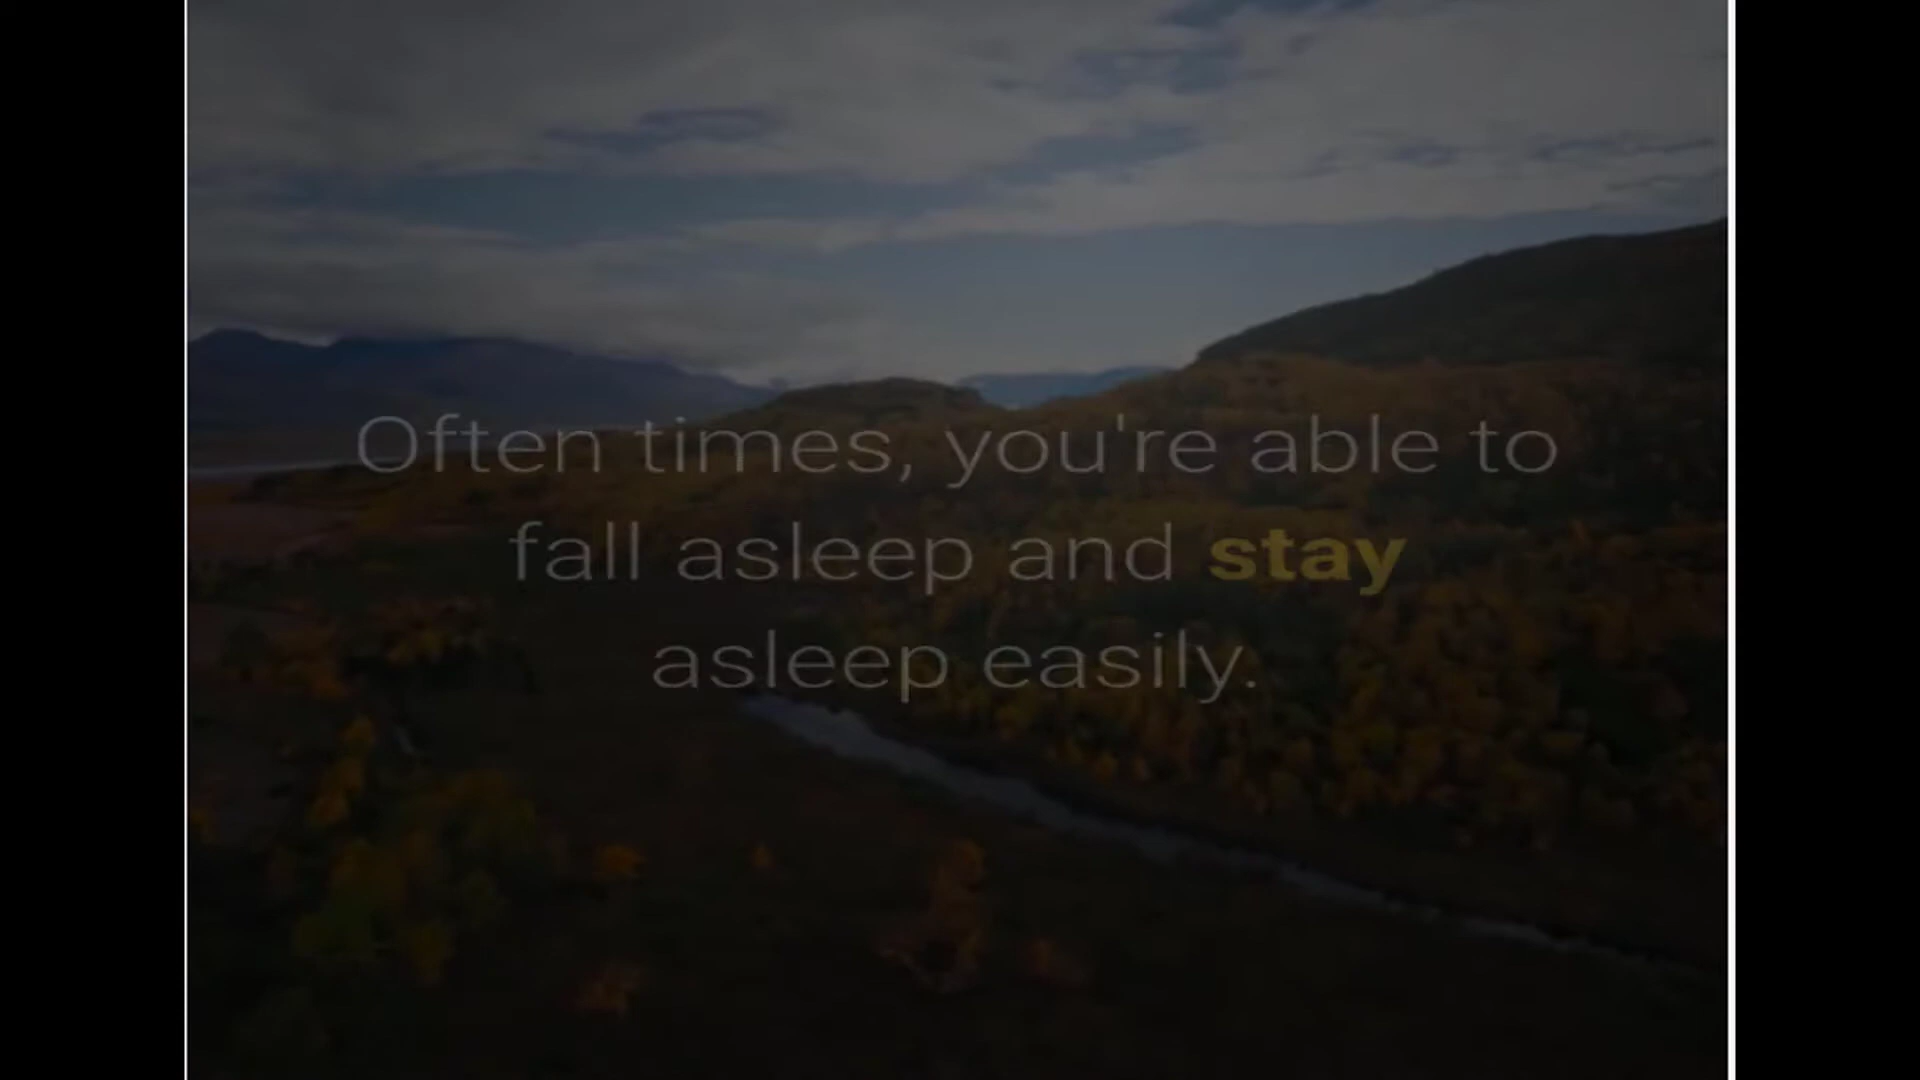 Often times, you're able to
fall asleep and stay
asleep easily.